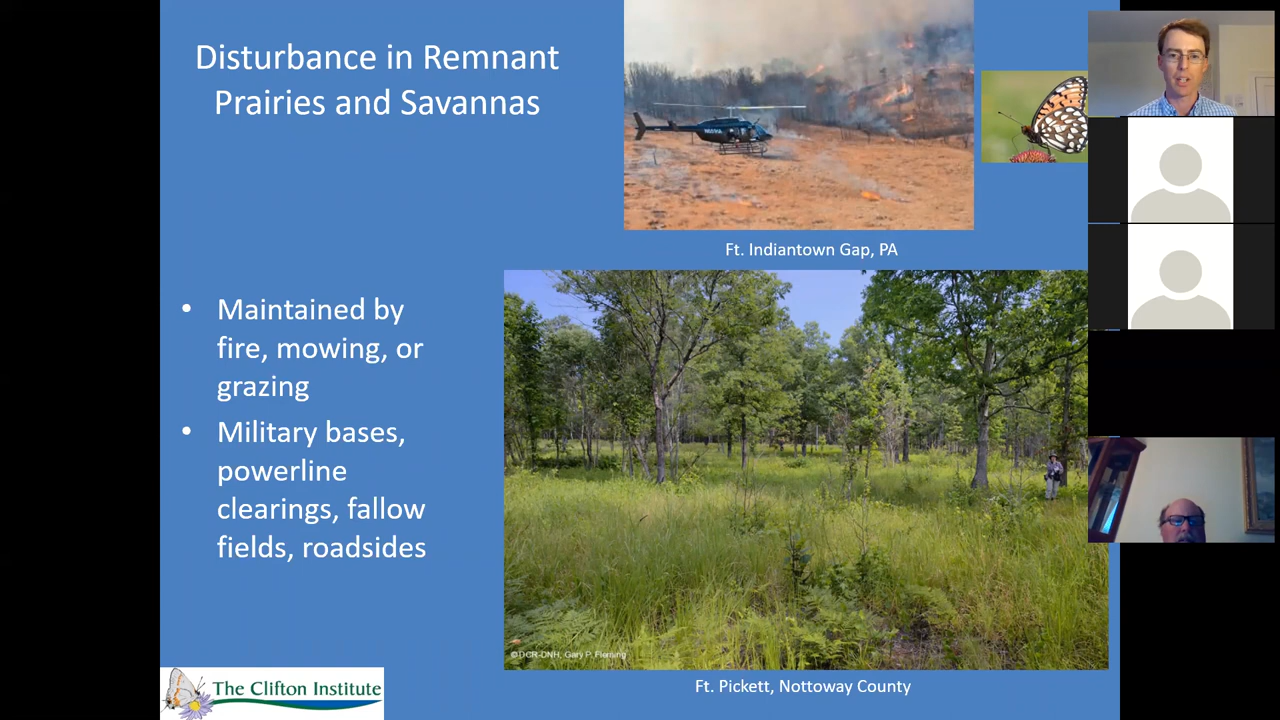 Disturbance in Remnant
Prairies and Savannas
Ft. Indiantown Gap, PA
• Maintained by
fire, mowing, or
grazing
• Military bases,
powerline
clearings, fallow
fields, roadsides
©DCR-DNH, Gary P. Fleming
Ft. Pickett, Nottoway County
The Clifton Institute